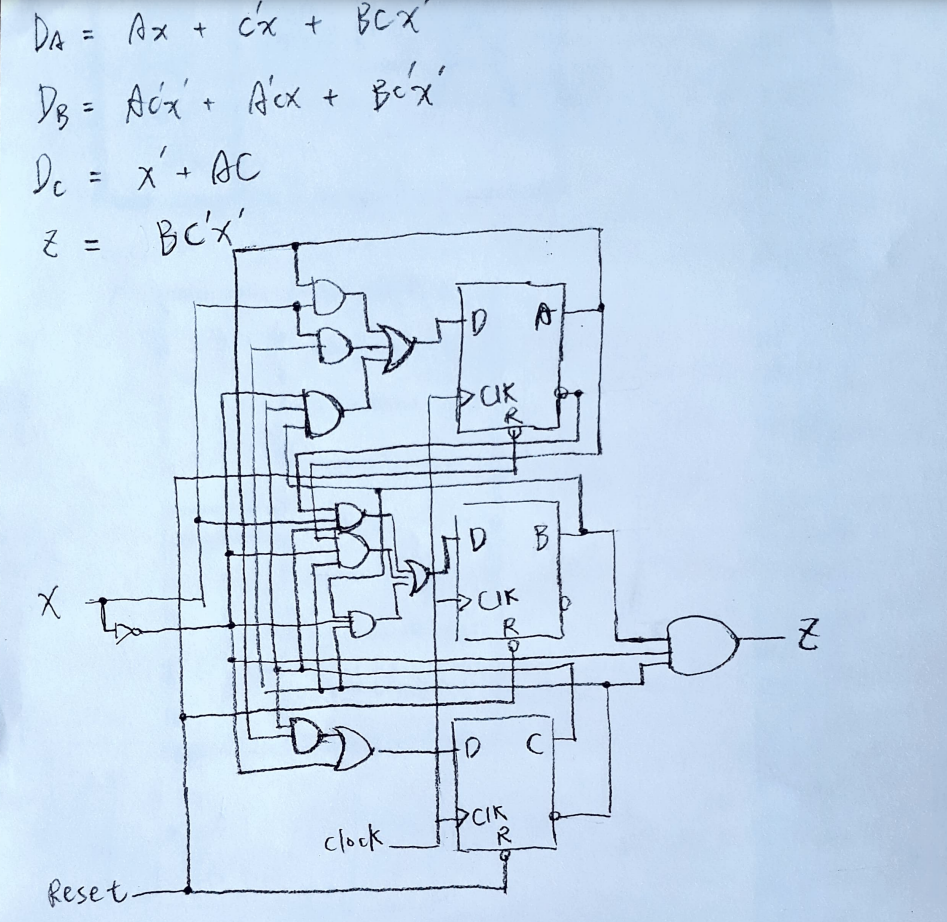 D_A = Ax + C'x + BCx'
D_B = AC'x' + A'Cx + BC'x'
D_C = x' + AC
Z = BC'x'
D A
CLK
R
D B
X
CLK
R
Z
D C
CLK
R
clock
Reset